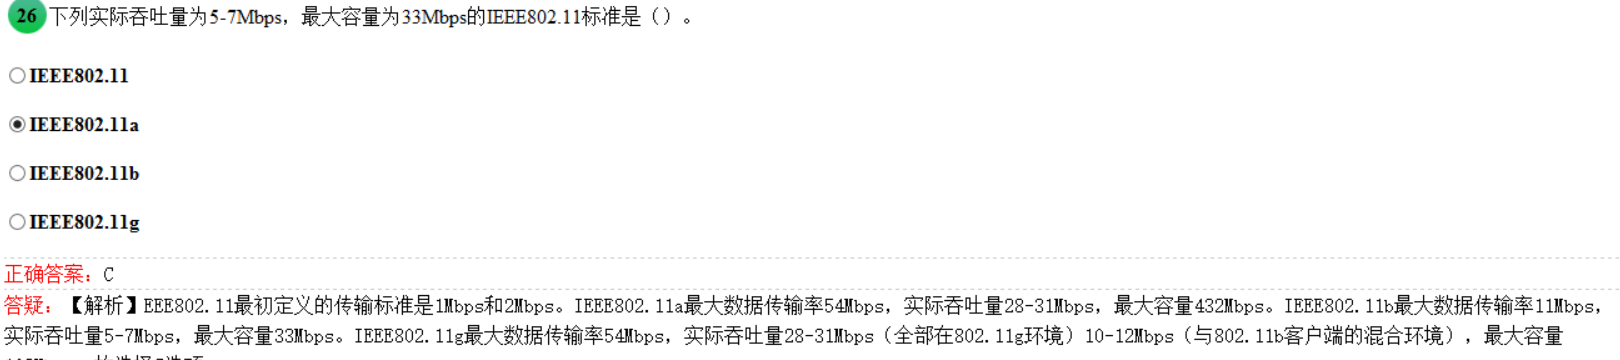 26 下列实际吞吐量为5-7Mbps，最大容量为33Mbps的IEEE802.11标准是（）。
IEEE802.11
IEEE802.11a
IEEE802.11b
IEEE802.11g
正确答案：C
答疑：【解析】EEE802.11最初定义的传输标准是1Mbps和2Mbps。IEEE802.11a最大数据传输率54Mbps，实际吞吐量28-31Mbps，最大容量432Mbps。IEEE802.11b最大数据传输率11Mbps，
实际吞吐量5-7Mbps，最大容量33Mbps。IEEE802.11g最大数据传输率54Mbps，实际吞吐量28-31Mbps（全部在802.11g环境）10-12Mbps（与802.11b客户端的混合环境），最大容量